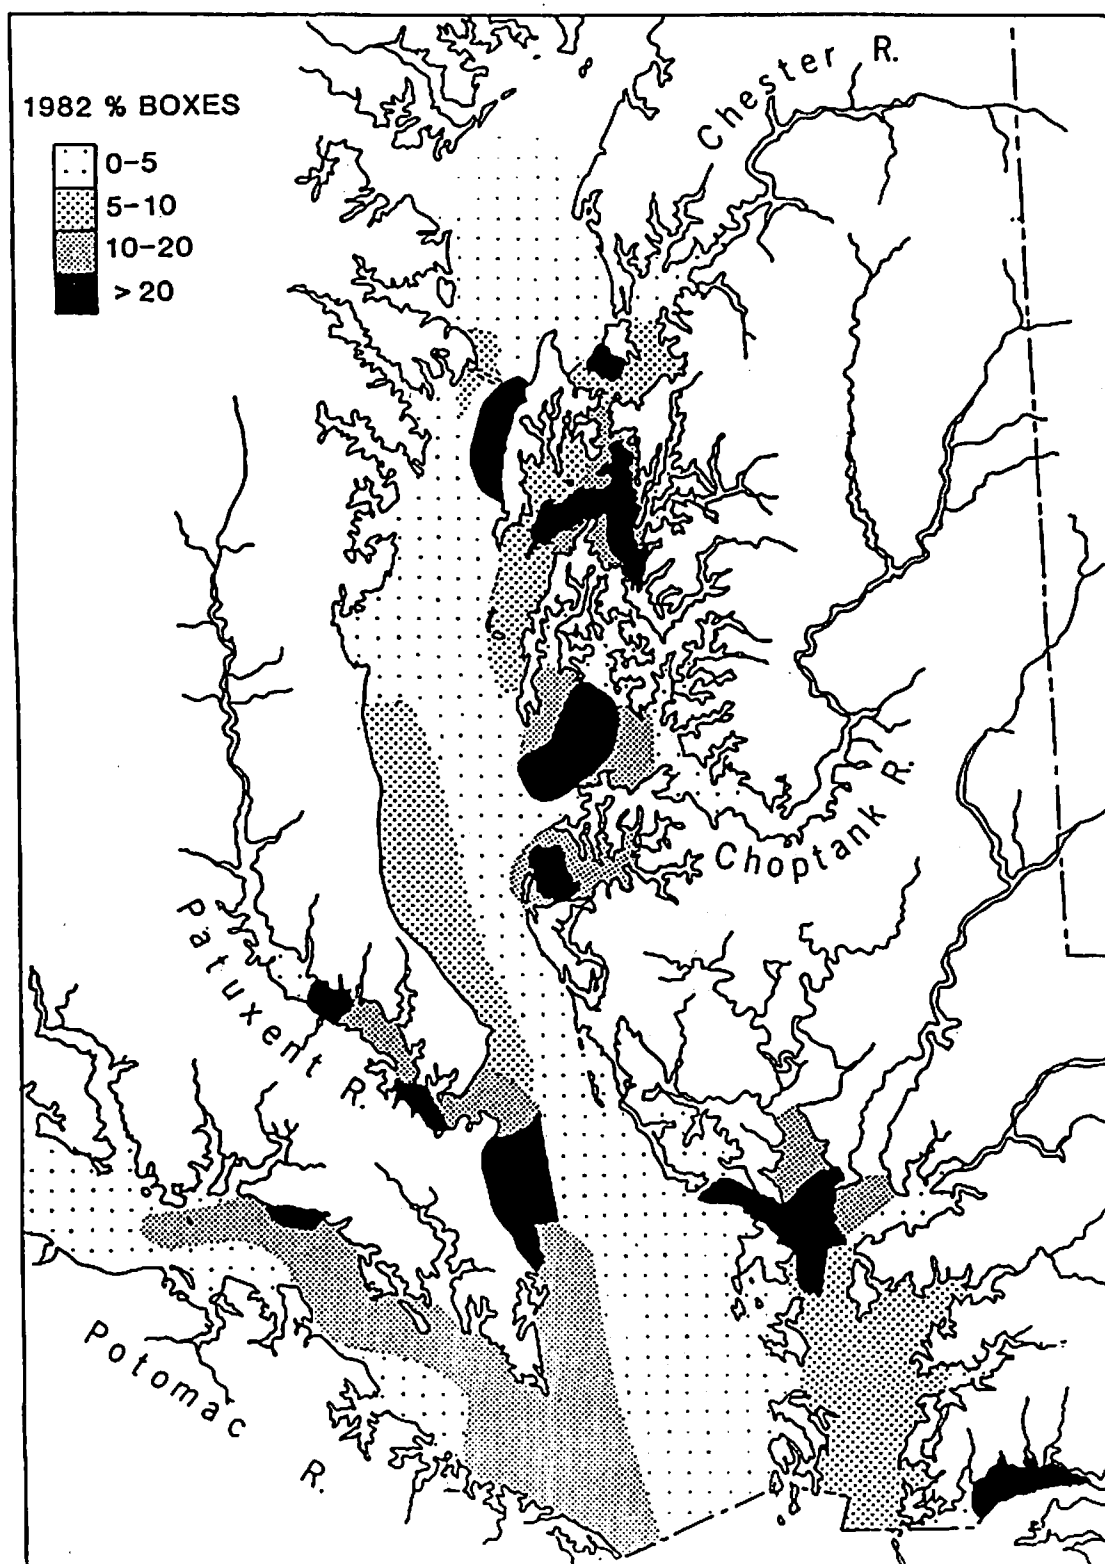 1982 % BOXES
0-5
5-10
10-20
> 20
Chester R.
Choptank R.
Patuxent R.
Potomac R.